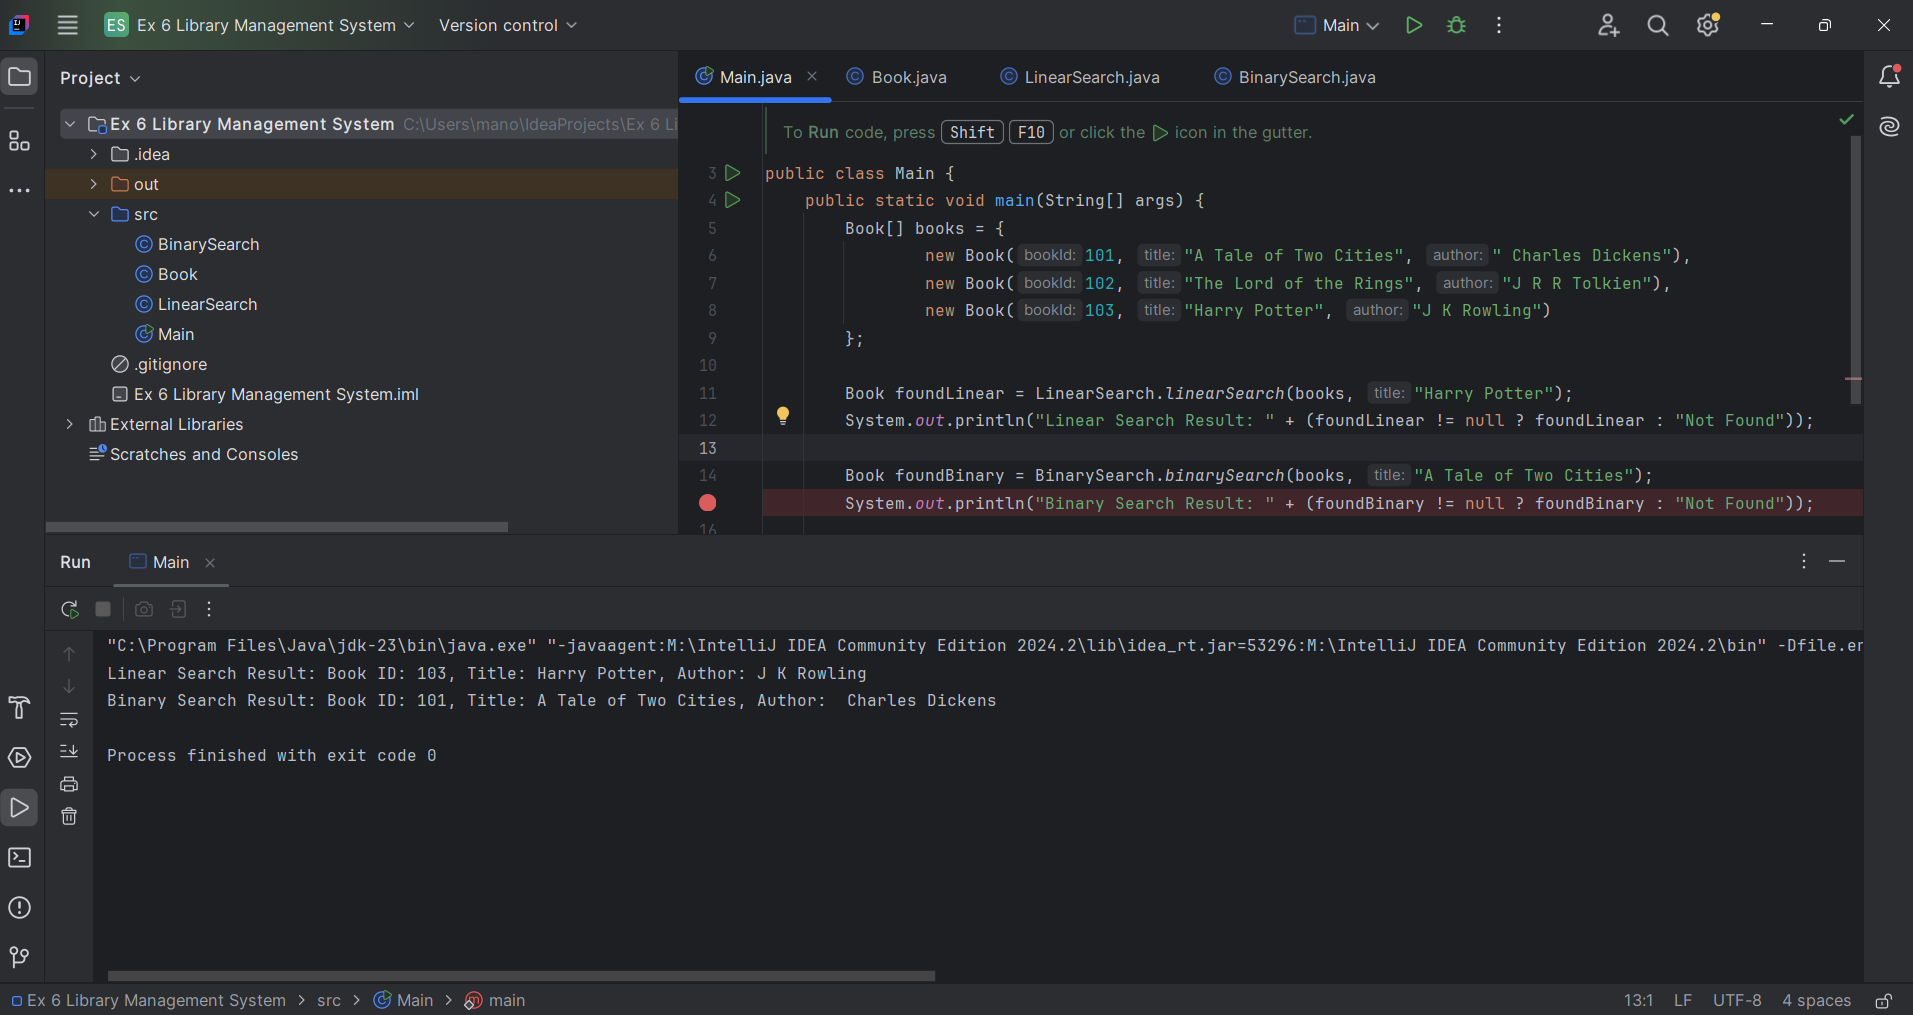 ES Ex 6 Library Management System Version control Main
Project
Ex 6 Library Management System C:\Users\mano\IdeaProjects\Ex 6 Li
.idea
out
src
BinarySearch
Book
LinearSearch
Main
.gitignore
Ex 6 Library Management System.iml
External Libraries
Scratches and Consoles
Main.java Book.java LinearSearch.java BinarySearch.java
To Run code, press Shift F10 or click the icon in the gutter.
3 public class Main {
4 public static void main(String[] args) {
5 Book[] books = {
6 new Book( bookId: 101, title: "A Tale of Two Cities", author: " Charles Dickens"),
7 new Book( bookId: 102, title: "The Lord of the Rings", author: "J R R Tolkien"),
8 new Book( bookId: 103, title: "Harry Potter", author: "J K Rowling")
9 };
10
11 Book foundLinear = LinearSearch.linearSearch(books, title: "Harry Potter");
12 System.out.println("Linear Search Result: " + (foundLinear != null ? foundLinear : "Not Found"));
13
14 Book foundBinary = BinarySearch.binarySearch(books, title: "A Tale of Two Cities");
System.out.println("Binary Search Result: " + (foundBinary != null ? foundBinary : "Not Found"));
16
Run Main
"C:\Program Files\Java\jdk-23\bin\java.exe" "-javaagent:M:\IntelliJ IDEA Community Edition 2024.2\lib\idea_rt.jar=53296:M:\IntelliJ IDEA Community Edition 2024.2\bin" -Dfile.er
Linear Search Result: Book ID: 103, Title: Harry Potter, Author: J K Rowling
Binary Search Result: Book ID: 101, Title: A Tale of Two Cities, Author:  Charles Dickens
Process finished with exit code 0
Ex 6 Library Management System > src > Main > main 13:1 LF UTF-8 4 spaces